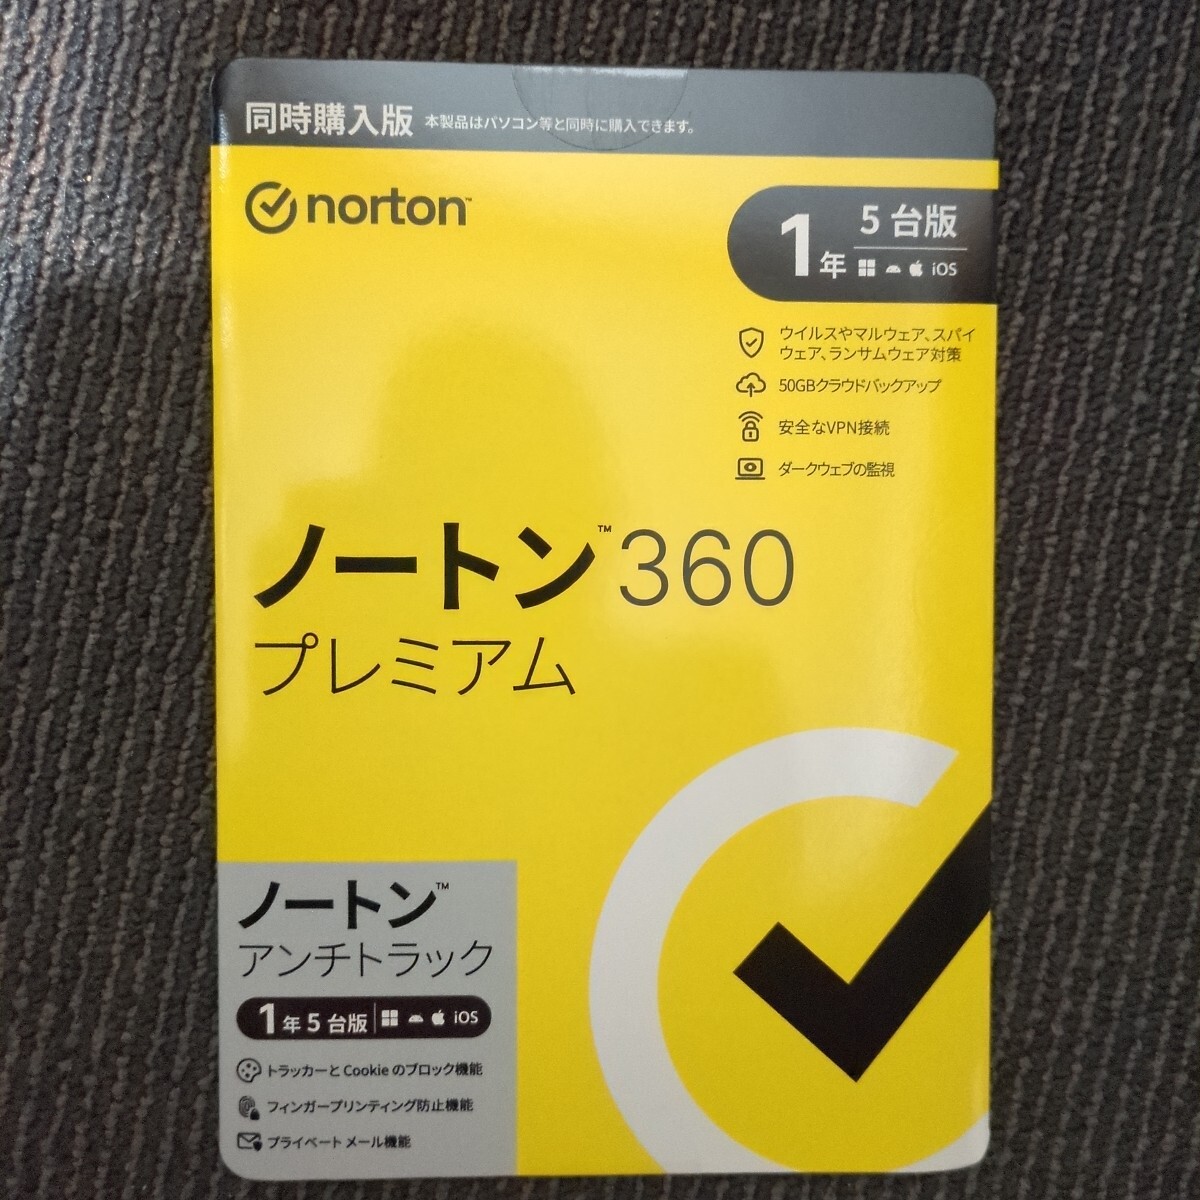 同時購入版 本製品はパソコン等と同時に購入できます。
norton™
1年 5台版
iOS
ウイルスやマルウェア、スパイ
ウェア、ランサムウェア対策
50GBクラウドバックアップ
安全なVPN接続
ダークウェブの監視
ノートン™ 360
プレミアム
ノートン™
アンチトラック
1年5台版 iOS
トラッカーとCookieのブロック機能
フィンガープリンティング防止機能
プライベートメール機能